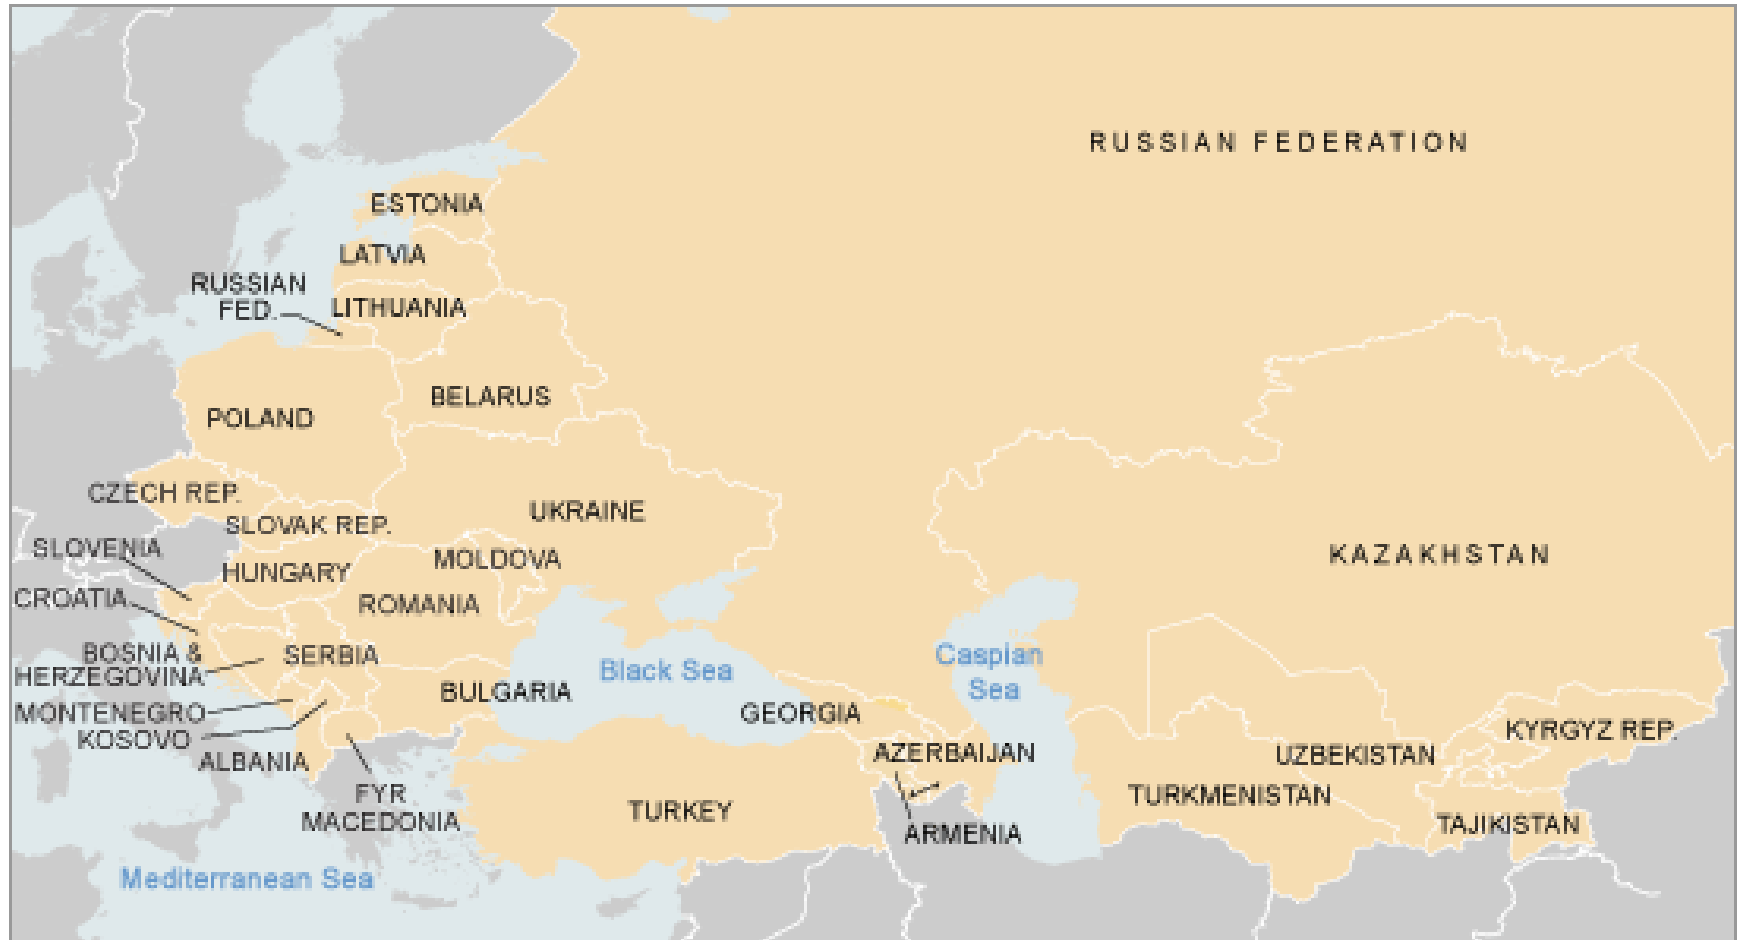 RUSSIAN FEDERATION
ESTONIA
LATVIA
RUSSIAN
FED.
LITHUANIA
BELARUS
POLAND
CZECH REP.
UKRAINE
SLOVAK REP.
SLOVENIA
MOLDOVA
KAZAKHSTAN
HUNGARY
CROATIA
ROMANIA
BOSNIA &
HERZEGOVINA
SERBIA
Black Sea
Caspian
Sea
BULGARIA
MONTENEGRO
GEORGIA
KYRGYZ REP.
KOSOVO
ALBANIA
AZERBAIJAN
UZBEKISTAN
FYR
MACEDONIA
TURKMENISTAN
TURKEY
TAJIKISTAN
ARMENIA
Mediterranean Sea